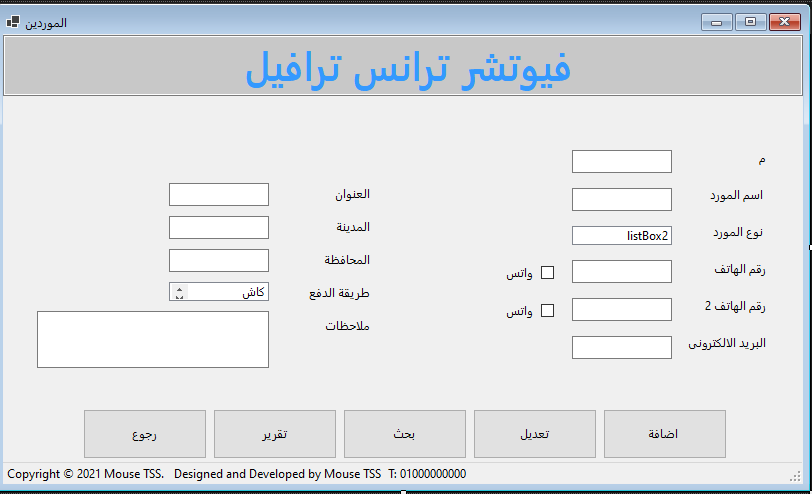 الموردين
فيوتشر ترانس ترافيل
م
اسم المورد
نوع المورد
listBox2
رقم الهاتف
واتس
رقم الهاتف 2
واتس
البريد الالكترونى
العنوان
المدينة
المحافظة
طريقة الدفع
كاش
ملاحظات
اضافة
تعديل
بحث
تقرير
رجوع
Copyright © 2021 Mouse TSS. Designed and Developed by Mouse TSS T: 01000000000